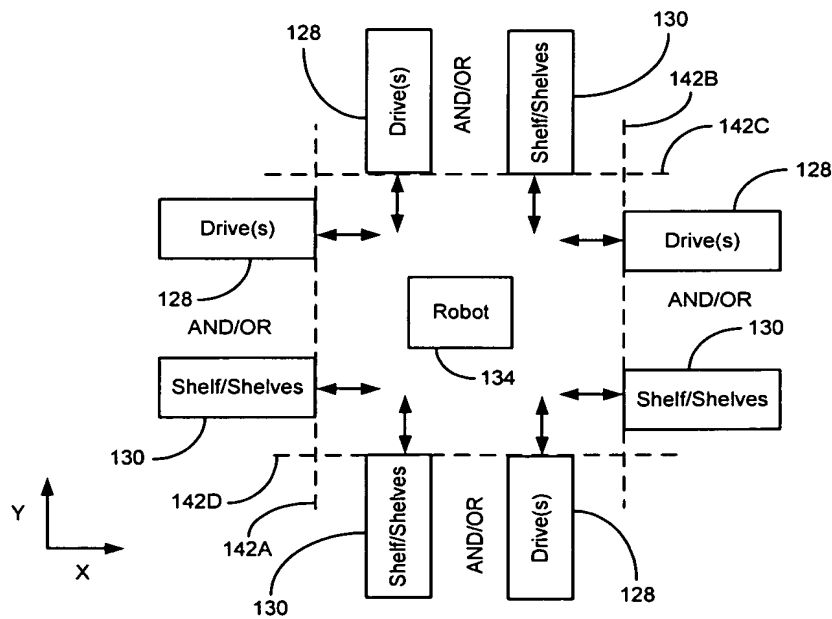 128
Drive(s)
AND/OR
Shelf/Shelves
130
142B
142C
128
Drive(s)
Drive(s)
128
AND/OR
Robot
134
AND/OR
130
Shelf/Shelves
Shelf/Shelves
130
142D
142A
Y
X
Shelf/Shelves
AND/OR
Drive(s)
130
128